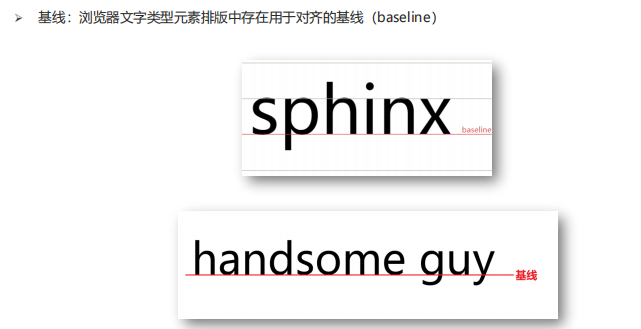 ➢ 基线：浏览器文字类型元素排版中存在用于对齐的基线（baseline）
sphinx
baseline
handsome guy
基线